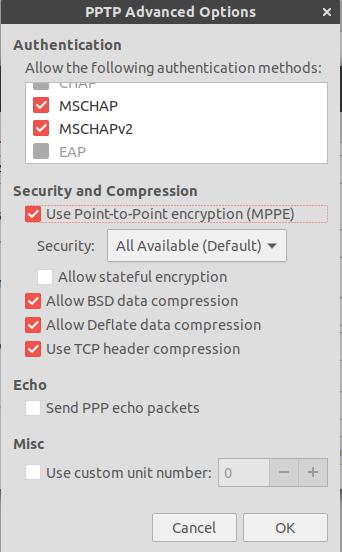 PPTP Advanced Options
Authentication
Allow the following authentication methods:
CHAP
MSCHAP
MSCHAPv2
EAP
Security and Compression
Use Point-to-Point encryption (MPPE)
Security: All Available (Default)
Allow stateful encryption
Allow BSD data compression
Allow Deflate data compression
Use TCP header compression
Echo
Send PPP echo packets
Misc
Use custom unit number: 0
Cancel OK